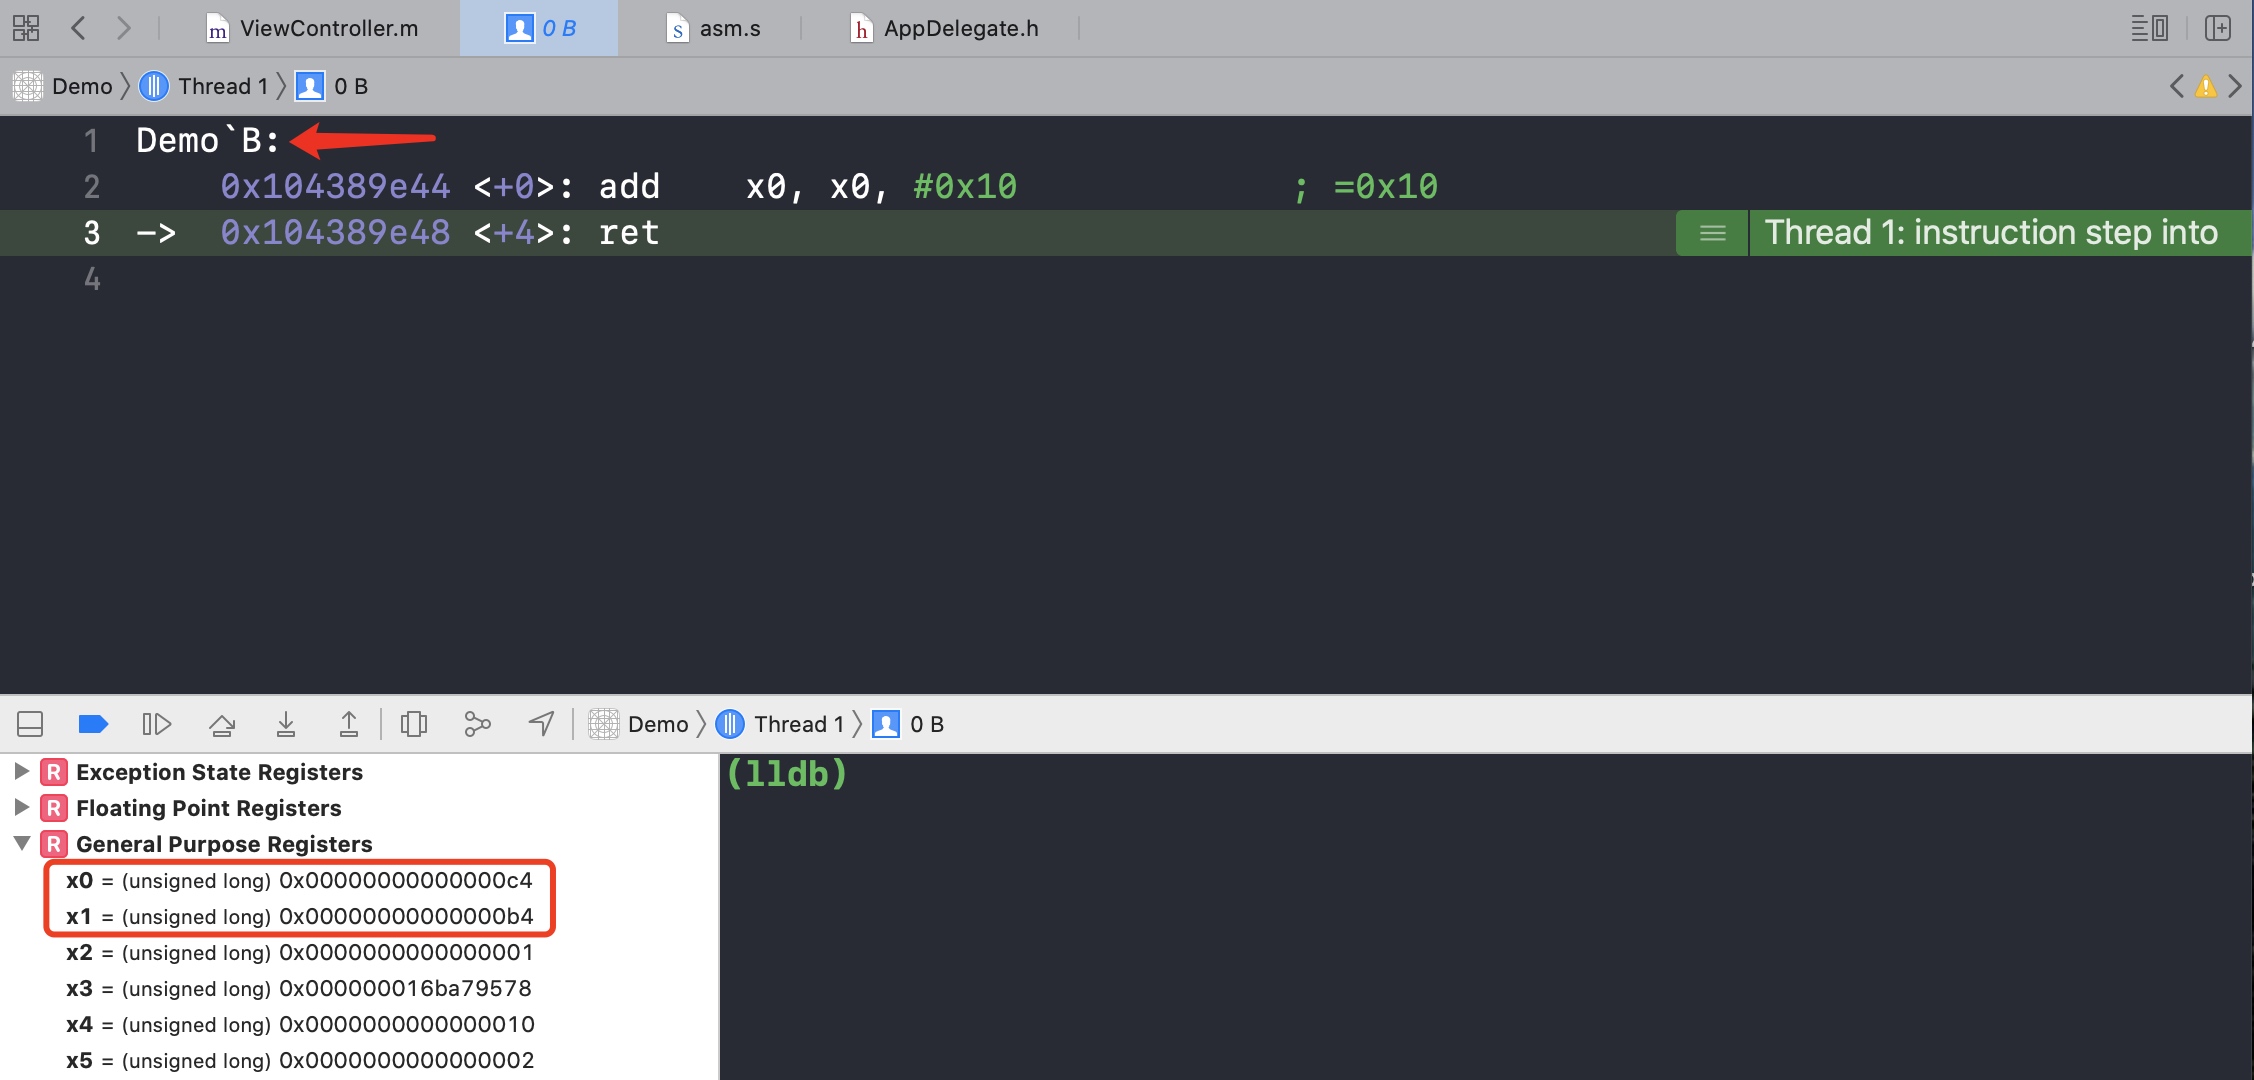 ViewController.m 0 B asm.s AppDelegate.h
Demo Thread 1 0 B
1 Demo`B:
2 0x104389e44 <+0>: add x0, x0, #0x10 ; =0x10
3 -> 0x104389e48 <+4>: ret Thread 1: instruction step into
4
Demo Thread 1 0 B
R Exception State Registers
R Floating Point Registers
R General Purpose Registers
x0 = (unsigned long) 0x00000000000000c4
x1 = (unsigned long) 0x00000000000000b4
x2 = (unsigned long) 0x0000000000000001
x3 = (unsigned long) 0x000000016ba79578
x4 = (unsigned long) 0x0000000000000010
x5 = (unsigned long) 0x0000000000000002
(lldb)